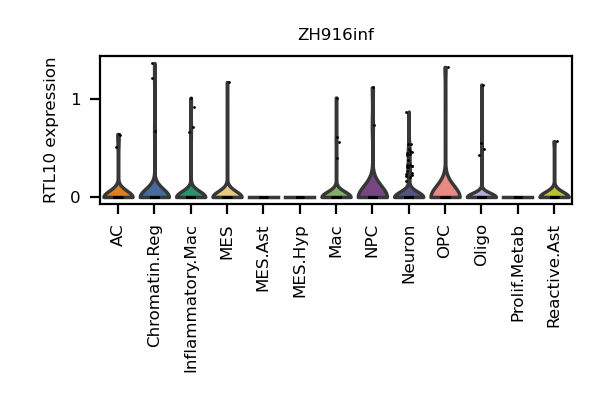 ZH916inf
RTL10 expression
1
0
AC
Chromatin.Reg
Inflammatory.Mac
MES
MES.Ast
MES.Hyp
Mac
NPC
Neuron
OPC
Oligo
Prolif.Metab
Reactive.Ast